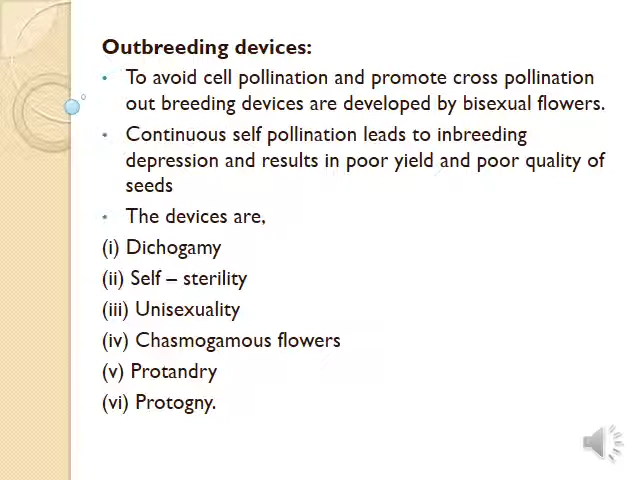 Outbreeding devices:
• To avoid cell pollination and promote cross pollination
out breeding devices are developed by bisexual flowers.
• Continuous self pollination leads to inbreeding
depression and results in poor yield and poor quality of
seeds
• The devices are,
(i) Dichogamy
(ii) Self – sterility
(iii) Unisexuality
(iv) Chasmogamous flowers
(v) Protandry
(vi) Protogny.